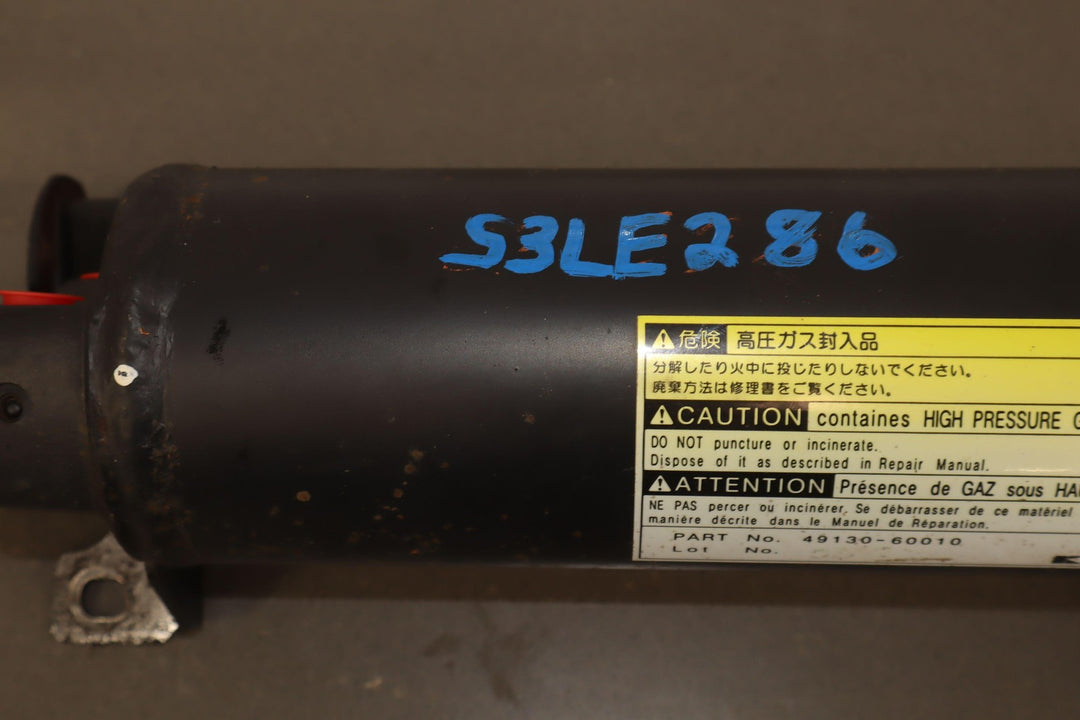 S3LE286
⚠危険 高圧ガス封入品
分解したり火中に投じたりしないでください。
廃棄方法は修理書をご覧ください。
⚠CAUTION containes HIGH PRESSURE G
DO NOT puncture or incinerate.
Dispose of it as described in Repair Manual.
⚠ATTENTION Présence de GAZ sous HA
NE PAS percer ou incinérer. Se débarrasser de ce matériel
manière décrite dans le Manuel de Réparation.
PART No. 49130-60010
Lot No.